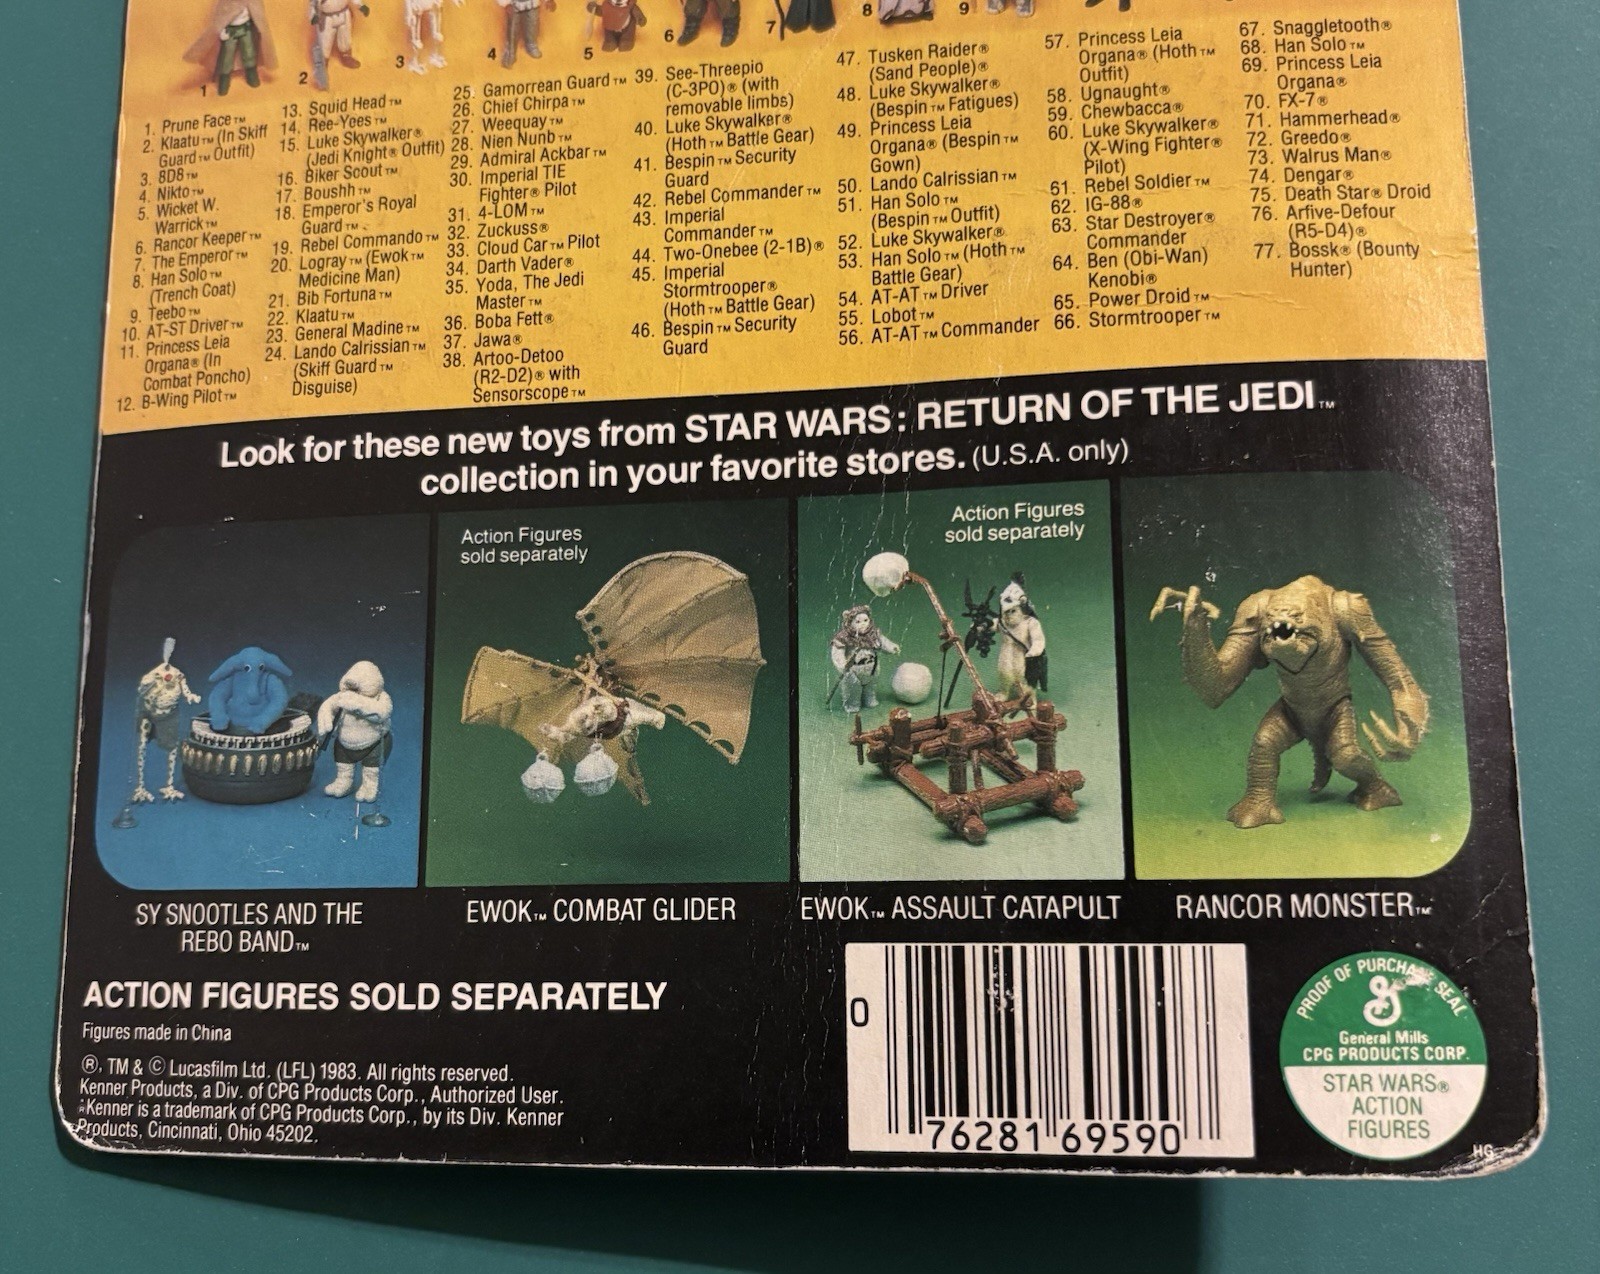 1
2
3
4
5
6
7
8
9
1. Prune Face™
2. Klaatu™ (In Skiff
Guard™ Outfit)
3. 8D8™
4. Nikto™
5. Wicket W.
Warrick™
6. Rancor Keeper™
7. The Emperor™
8. Han Solo™
(Trench Coat)
9. Teebo™
10. AT-ST Driver™
11. Princess Leia
Organa® (In
Combat Poncho)
12. B-Wing Pilot™
13. Squid Head™
14. Ree-Yees™
15. Luke Skywalker®
(Jedi Knight® Outfit)
16. Biker Scout™
17. Boushh™
18. Emperor's Royal
Guard™
19. Rebel Commando™
20. Logray™ (Ewok™
Medicine Man)
21. Bib Fortuna™
22. Klaatu™
23. General Madine™
24. Lando Calrissian™
(Skiff Guard™
Disguise)
25. Gamorrean Guard™
26. Chief Chirpa™
27. Weequay™
28. Nien Nunb™
29. Admiral Ackbar™
30. Imperial TIE
Fighter® Pilot
31. 4-LOM™
32. Zuckuss®
33. Cloud Car™ Pilot
34. Darth Vader®
35. Yoda, The Jedi
Master™
36. Boba Fett®
37. Jawa®
38. Artoo-Detoo
(R2-D2)® with
Sensorscope™
39. See-Threepio
(C-3PO)® (with
removable limbs)
40. Luke Skywalker®
(Hoth™ Battle Gear)
41. Bespin™ Security
Guard
42. Rebel Commander™
43. Imperial
Commander™
44. Two-Onebee (2-1B)®
45. Imperial
Stormtrooper®
(Hoth™ Battle Gear)
46. Bespin™ Security
Guard
47. Tusken Raider®
(Sand People)®
48. Luke Skywalker®
(Bespin™ Fatigues)
49. Princess Leia
Organa® (Bespin™
Gown)
50. Lando Calrissian™
51. Han Solo™
(Bespin™ Outfit)
52. Luke Skywalker®
53. Han Solo™ (Hoth™
Battle Gear)
54. AT-AT™ Driver
55. Lobot™
56. AT-AT™ Commander
57. Princess Leia
Organa® (Hoth™
Outfit)
58. Ugnaught®
59. Chewbacca®
60. Luke Skywalker®
(X-Wing Fighter®
Pilot)
61. Rebel Soldier™
62. IG-88®
63. Star Destroyer®
Commander
64. Ben (Obi-Wan)
Kenobi®
65. Power Droid™
66. Stormtrooper™
67. Snaggletooth®
68. Han Solo™
69. Princess Leia
Organa®
70. FX-7®
71. Hammerhead®
72. Greedo®
73. Walrus Man®
74. Dengar®
75. Death Star® Droid
76. Arfive-Defour
(R5-D4)®
77. Bossk® (Bounty
Hunter)
Look for these new toys from STAR WARS: RETURN OF THE JEDI™
collection in your favorite stores. (U.S.A. only)
Action Figures
sold separately
Action Figures
sold separately
SY SNOOTLES AND THE
REBO BAND™
EWOK™ COMBAT GLIDER
EWOK™ ASSAULT CATAPULT
RANCOR MONSTER™
ACTION FIGURES SOLD SEPARATELY
Figures made in China
®, TM & © Lucasfilm Ltd. (LFL) 1983. All rights reserved.
Kenner Products, a Div. of CPG Products Corp., Authorized User.
®Kenner is a trademark of CPG Products Corp., by its Div. Kenner
Products, Cincinnati, Ohio 45202.
0
76281 69590
PROOF OF PURCHASE SEAL
General Mills
CPG PRODUCTS CORP.
STAR WARS®
ACTION
FIGURES
HG